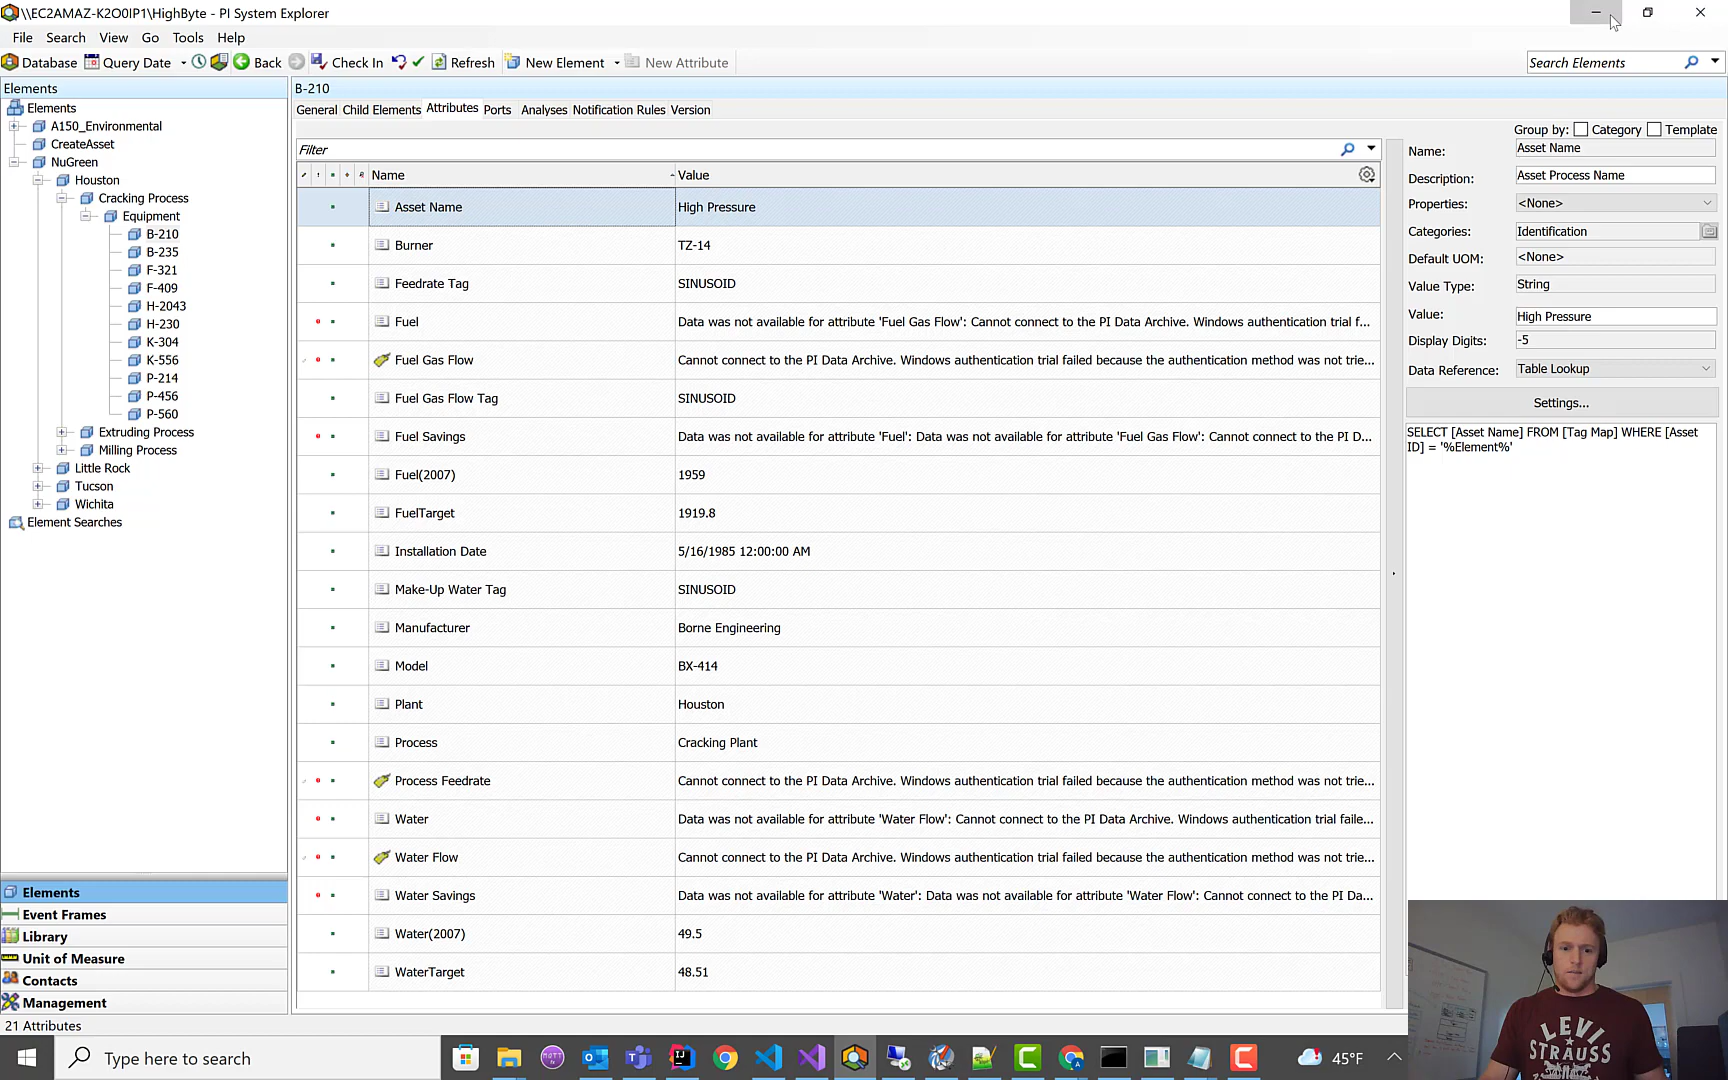 \\EC2AMAZ-K2O0IP1\HighByte - PI System Explorer
File Search View Go Tools Help
Database Query Date Back Check In Refresh New Element New Attribute Search Elements
Elements
Elements
A150_Environmental
CreateAsset
NuGreen
Houston
Cracking Process
Equipment
B-210
B-235
F-321
F-409
H-2043
H-230
K-304
K-556
P-214
P-456
P-560
Extruding Process
Milling Process
Little Rock
Tucson
Wichita
Element Searches
Elements
Event Frames
Library
Unit of Measure
Contacts
Management
21 Attributes
B-210
General Child Elements Attributes Ports Analyses Notification Rules Version
Filter
Name Value
Asset Name High Pressure
Burner TZ-14
Feedrate Tag SINUSOID
Fuel Data was not available for attribute 'Fuel Gas Flow': Cannot connect to the PI Data Archive. Windows authentication trial f...
Fuel Gas Flow Cannot connect to the PI Data Archive. Windows authentication trial failed because the authentication method was not trie...
Fuel Gas Flow Tag SINUSOID
Fuel Savings Data was not available for attribute 'Fuel': Data was not available for attribute 'Fuel Gas Flow': Cannot connect to the PI D...
Fuel(2007) 1959
FuelTarget 1919.8
Installation Date 5/16/1985 12:00:00 AM
Make-Up Water Tag SINUSOID
Manufacturer Borne Engineering
Model BX-414
Plant Houston
Process Cracking Plant
Process Feedrate Cannot connect to the PI Data Archive. Windows authentication trial failed because the authentication method was not trie...
Water Data was not available for attribute 'Water Flow': Cannot connect to the PI Data Archive. Windows authentication trial faile...
Water Flow Cannot connect to the PI Data Archive. Windows authentication trial failed because the authentication method was not trie...
Water Savings Data was not available for attribute 'Water': Data was not available for attribute 'Water Flow': Cannot connect to the PI Da...
Water(2007) 49.5
WaterTarget 48.51
Group by: Category Template
Name: Asset Name
Description: Asset Process Name
Properties: <None>
Categories: Identification
Default UOM: <None>
Value Type: String
Value: High Pressure
Display Digits: -5
Data Reference: Table Lookup
Settings...
SELECT [Asset Name] FROM [Tag Map] WHERE [Asset
ID] = '%Element%'
LEVI
STRAUSS
Type here to search
45°F